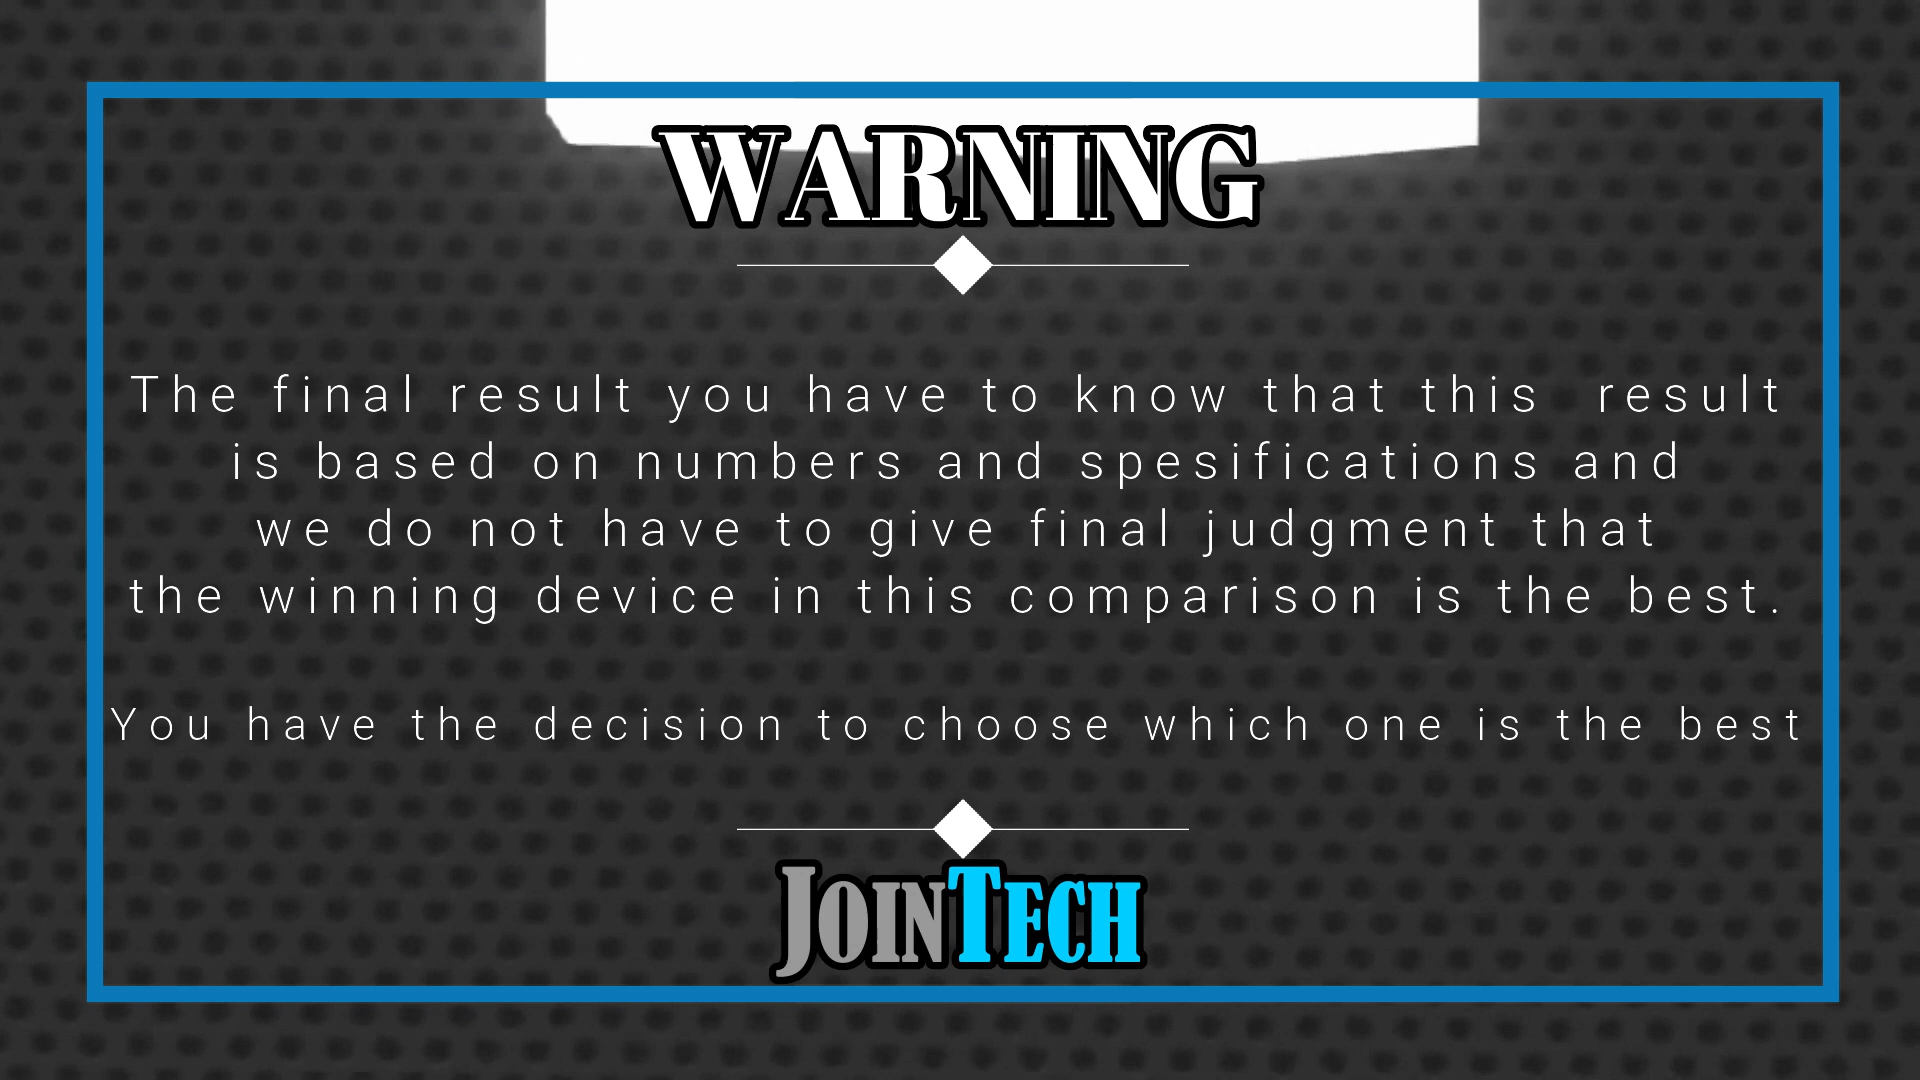 WARNING
The final result you have to know that this result
is based on numbers and spesifications and
we do not have to give final judgment that
the winning device in this comparison is the best.
You have the decision to choose which one is the best
JOINTECH